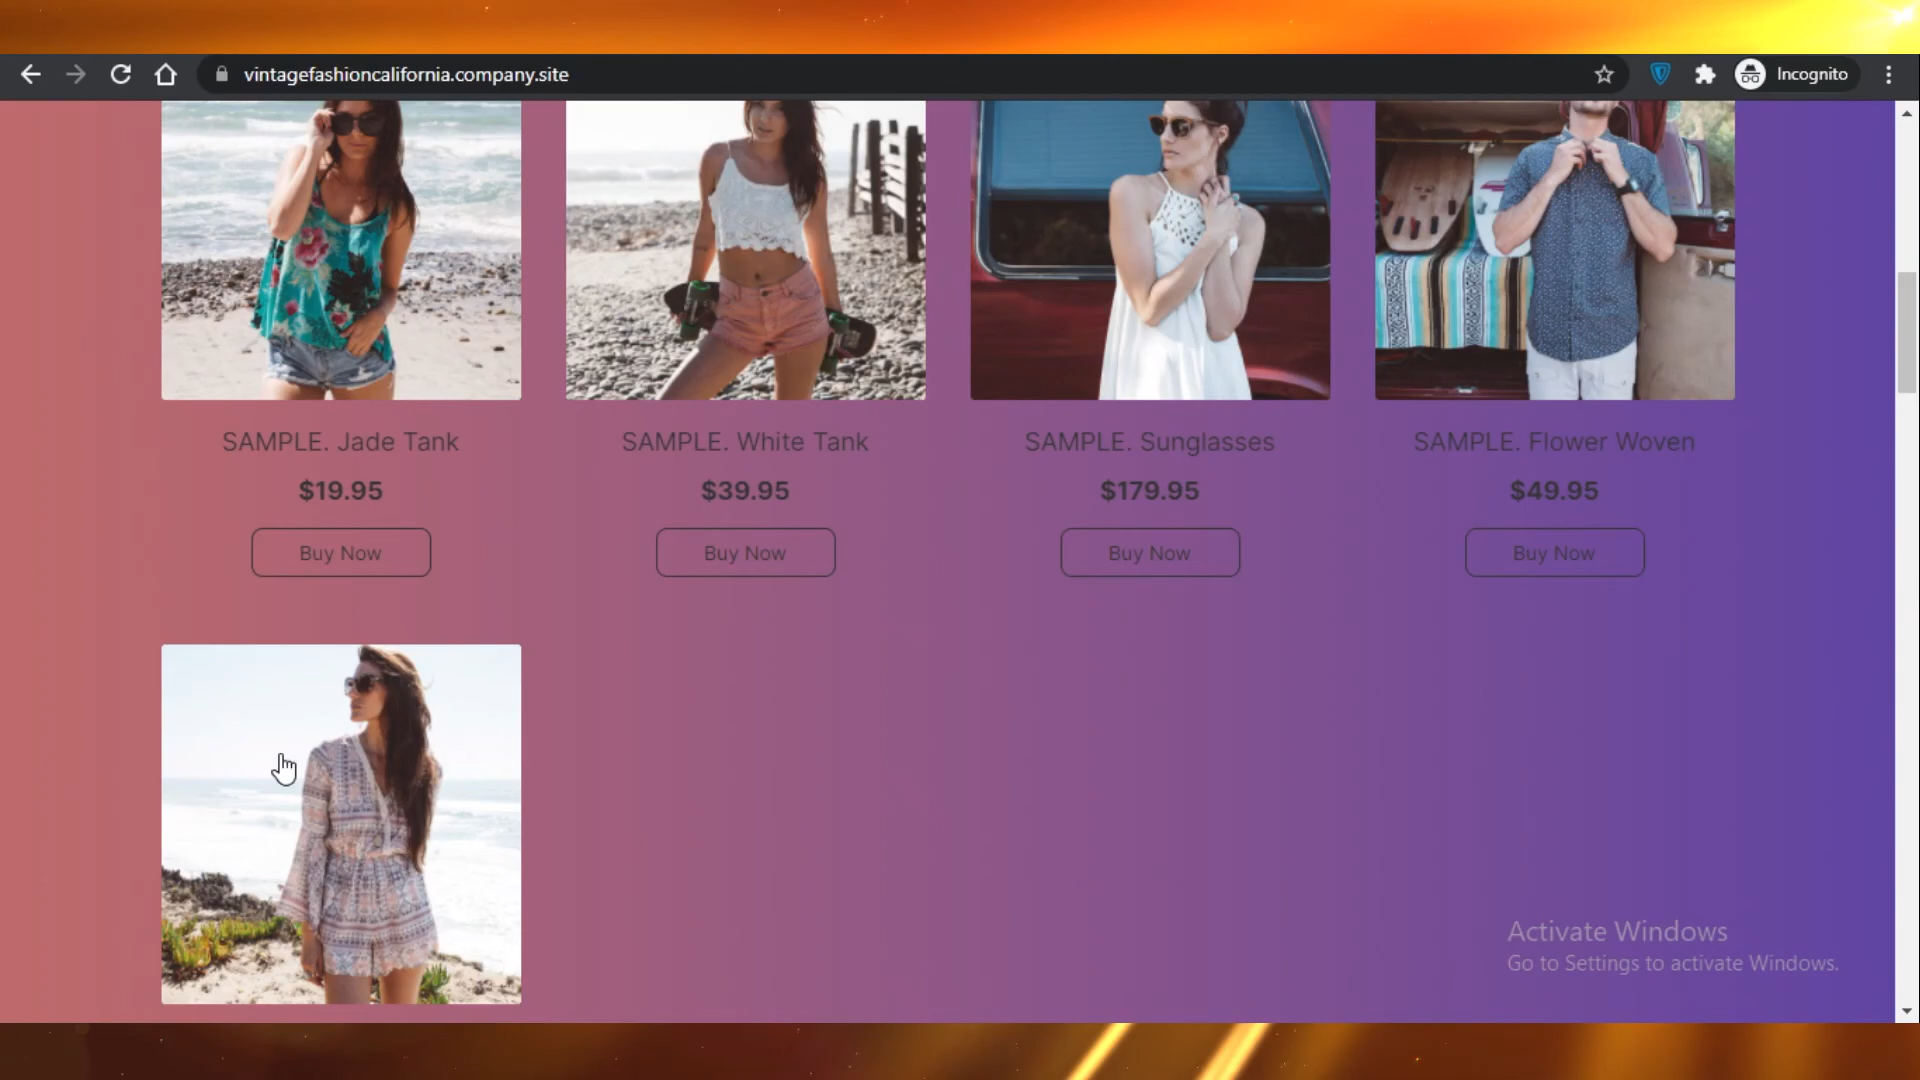 vintagefashioncalifornia.company.site
Incognito
SAMPLE. Jade Tank
SAMPLE. White Tank
SAMPLE. Sunglasses
SAMPLE. Flower Woven
$19.95
$39.95
$179.95
$49.95
Buy Now
Buy Now
Buy Now
Buy Now
Activate Windows
Go to Settings to activate Windows.